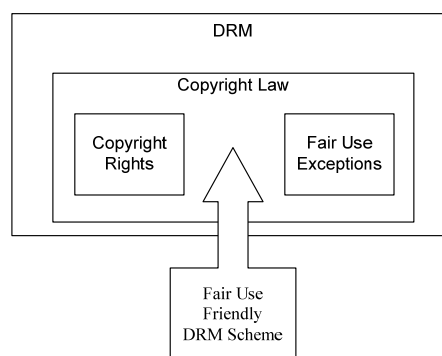 DRM
Copyright Law
Copyright
Rights
Fair Use
Exceptions
Fair Use
Friendly
DRM Scheme